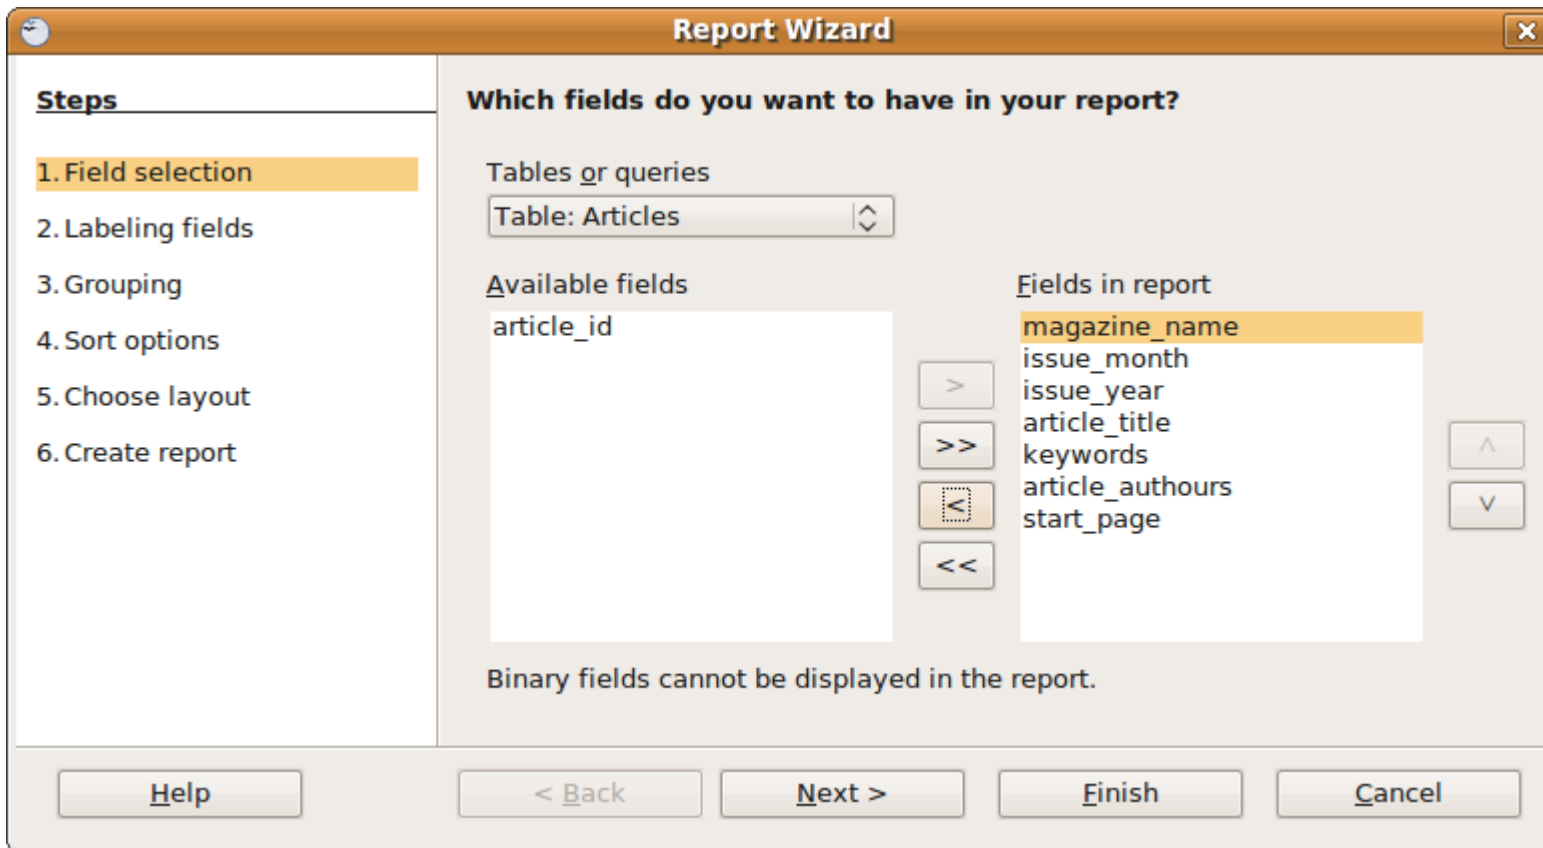 Report Wizard
Steps
1. Field selection
2. Labeling fields
3. Grouping
4. Sort options
5. Choose layout
6. Create report
Which fields do you want to have in your report?
Tables or queries
Table: Articles
Available fields
article_id
>
>>
<
<<
Fields in report
magazine_name
issue_month
issue_year
article_title
keywords
article_authours
start_page
^
v
Binary fields cannot be displayed in the report.
Help
< Back
Next >
Finish
Cancel